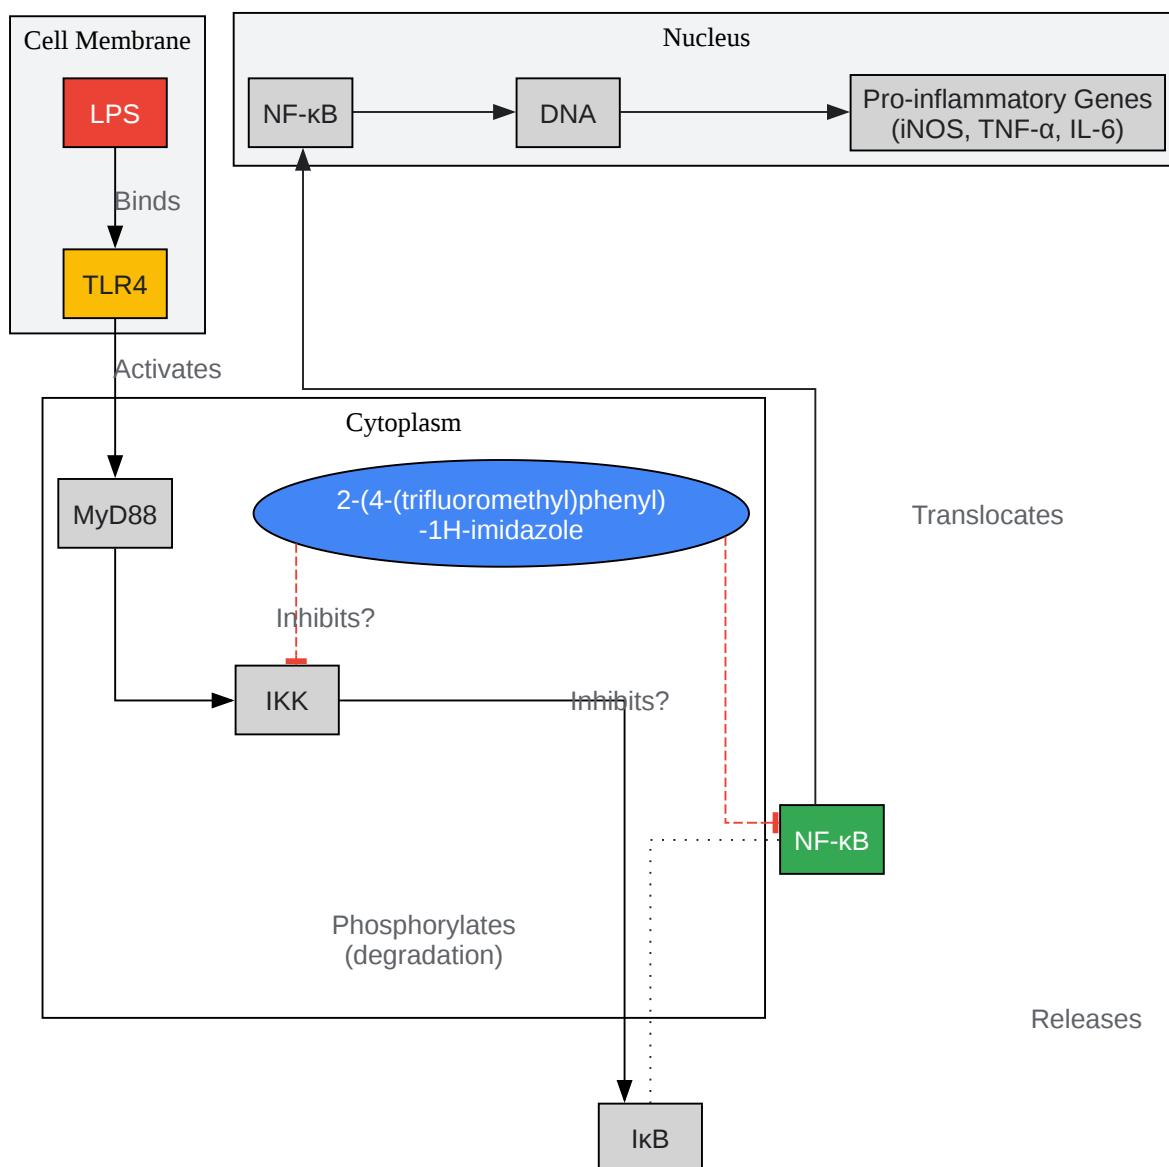 Cell Membrane
LPS
Binds
TLR4
Activates
Nucleus
NF-κB
DNA
Pro-inflammatory Genes
(iNOS, TNF-α, IL-6)
Cytoplasm
MyD88
2-(4-(trifluoromethyl)phenyl)
-1H-imidazole
Inhibits?
IKK
Inhibits?
Translocates
NF-κB
Phosphorylates
(degradation)
Releases
IκB